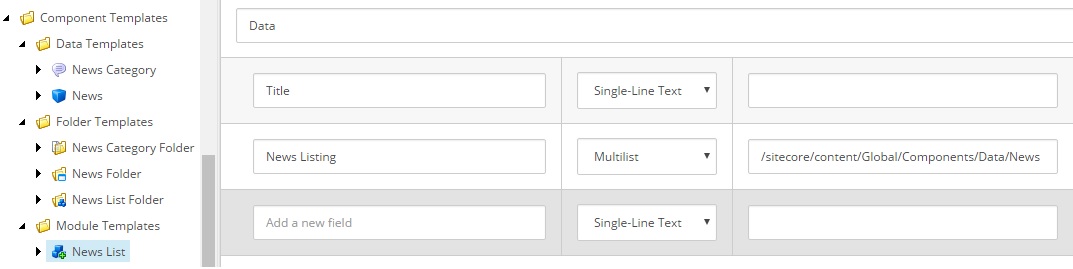 Component Templates
Data Templates
News Category
News
Folder Templates
News Category Folder
News Folder
News List Folder
Module Templates
News List
Data
Title Single-Line Text
News Listing Multilist /sitecore/content/Global/Components/Data/News
Add a new field Single-Line Text